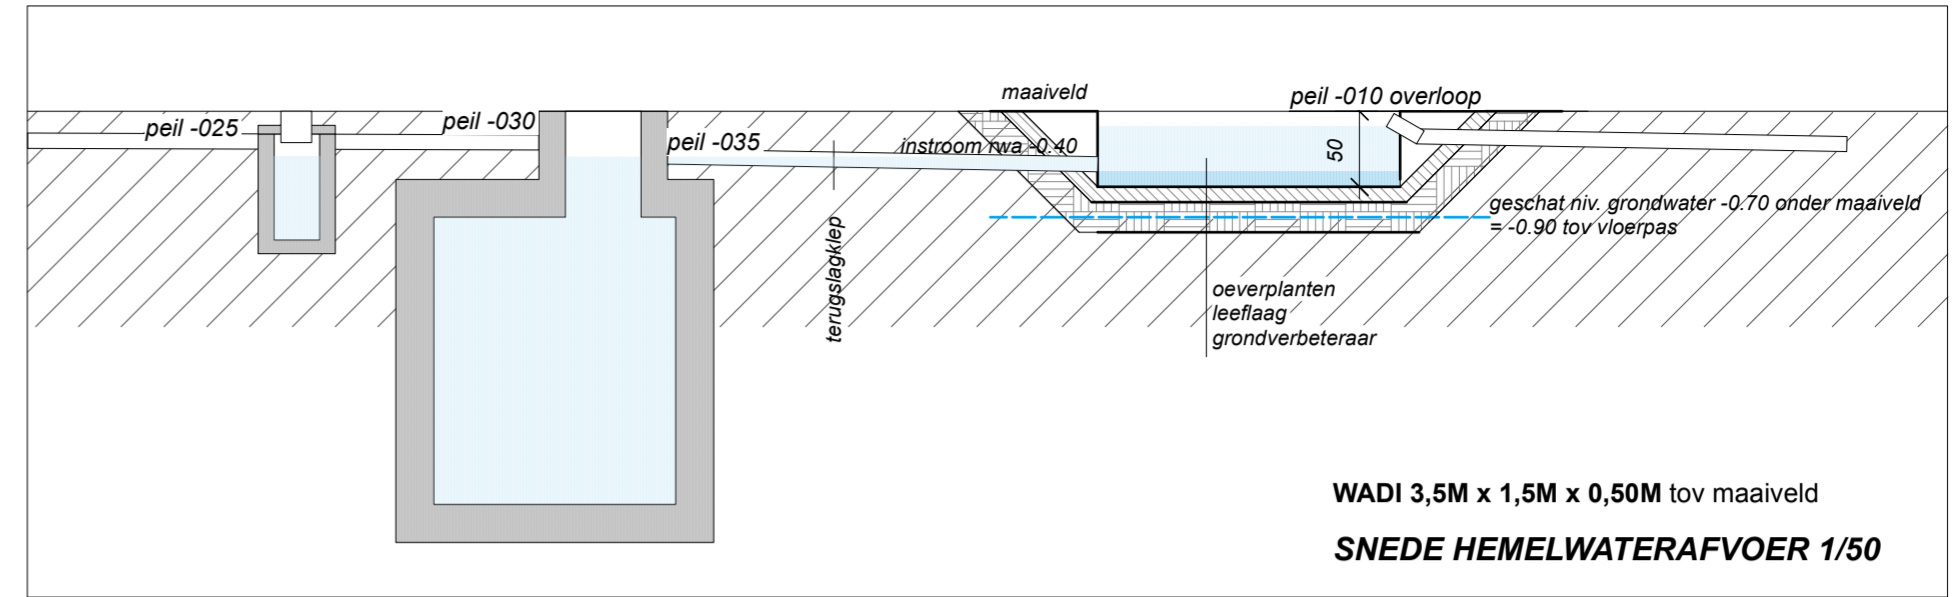 maaiveld
peil -010 overloop
peil -025
peil -030
peil -035
instroom rwa -0.40
50
terugslagklep
geschat niv. grondwater -0.70 onder maaiveld
= -0.90 tov vloerpas
oeverplanten
leeflaag
grondverbeteraar
WADI 3,5M x 1,5M x 0,50M tov maaiveld
SNEDE HEMELWATERAFVOER 1/50